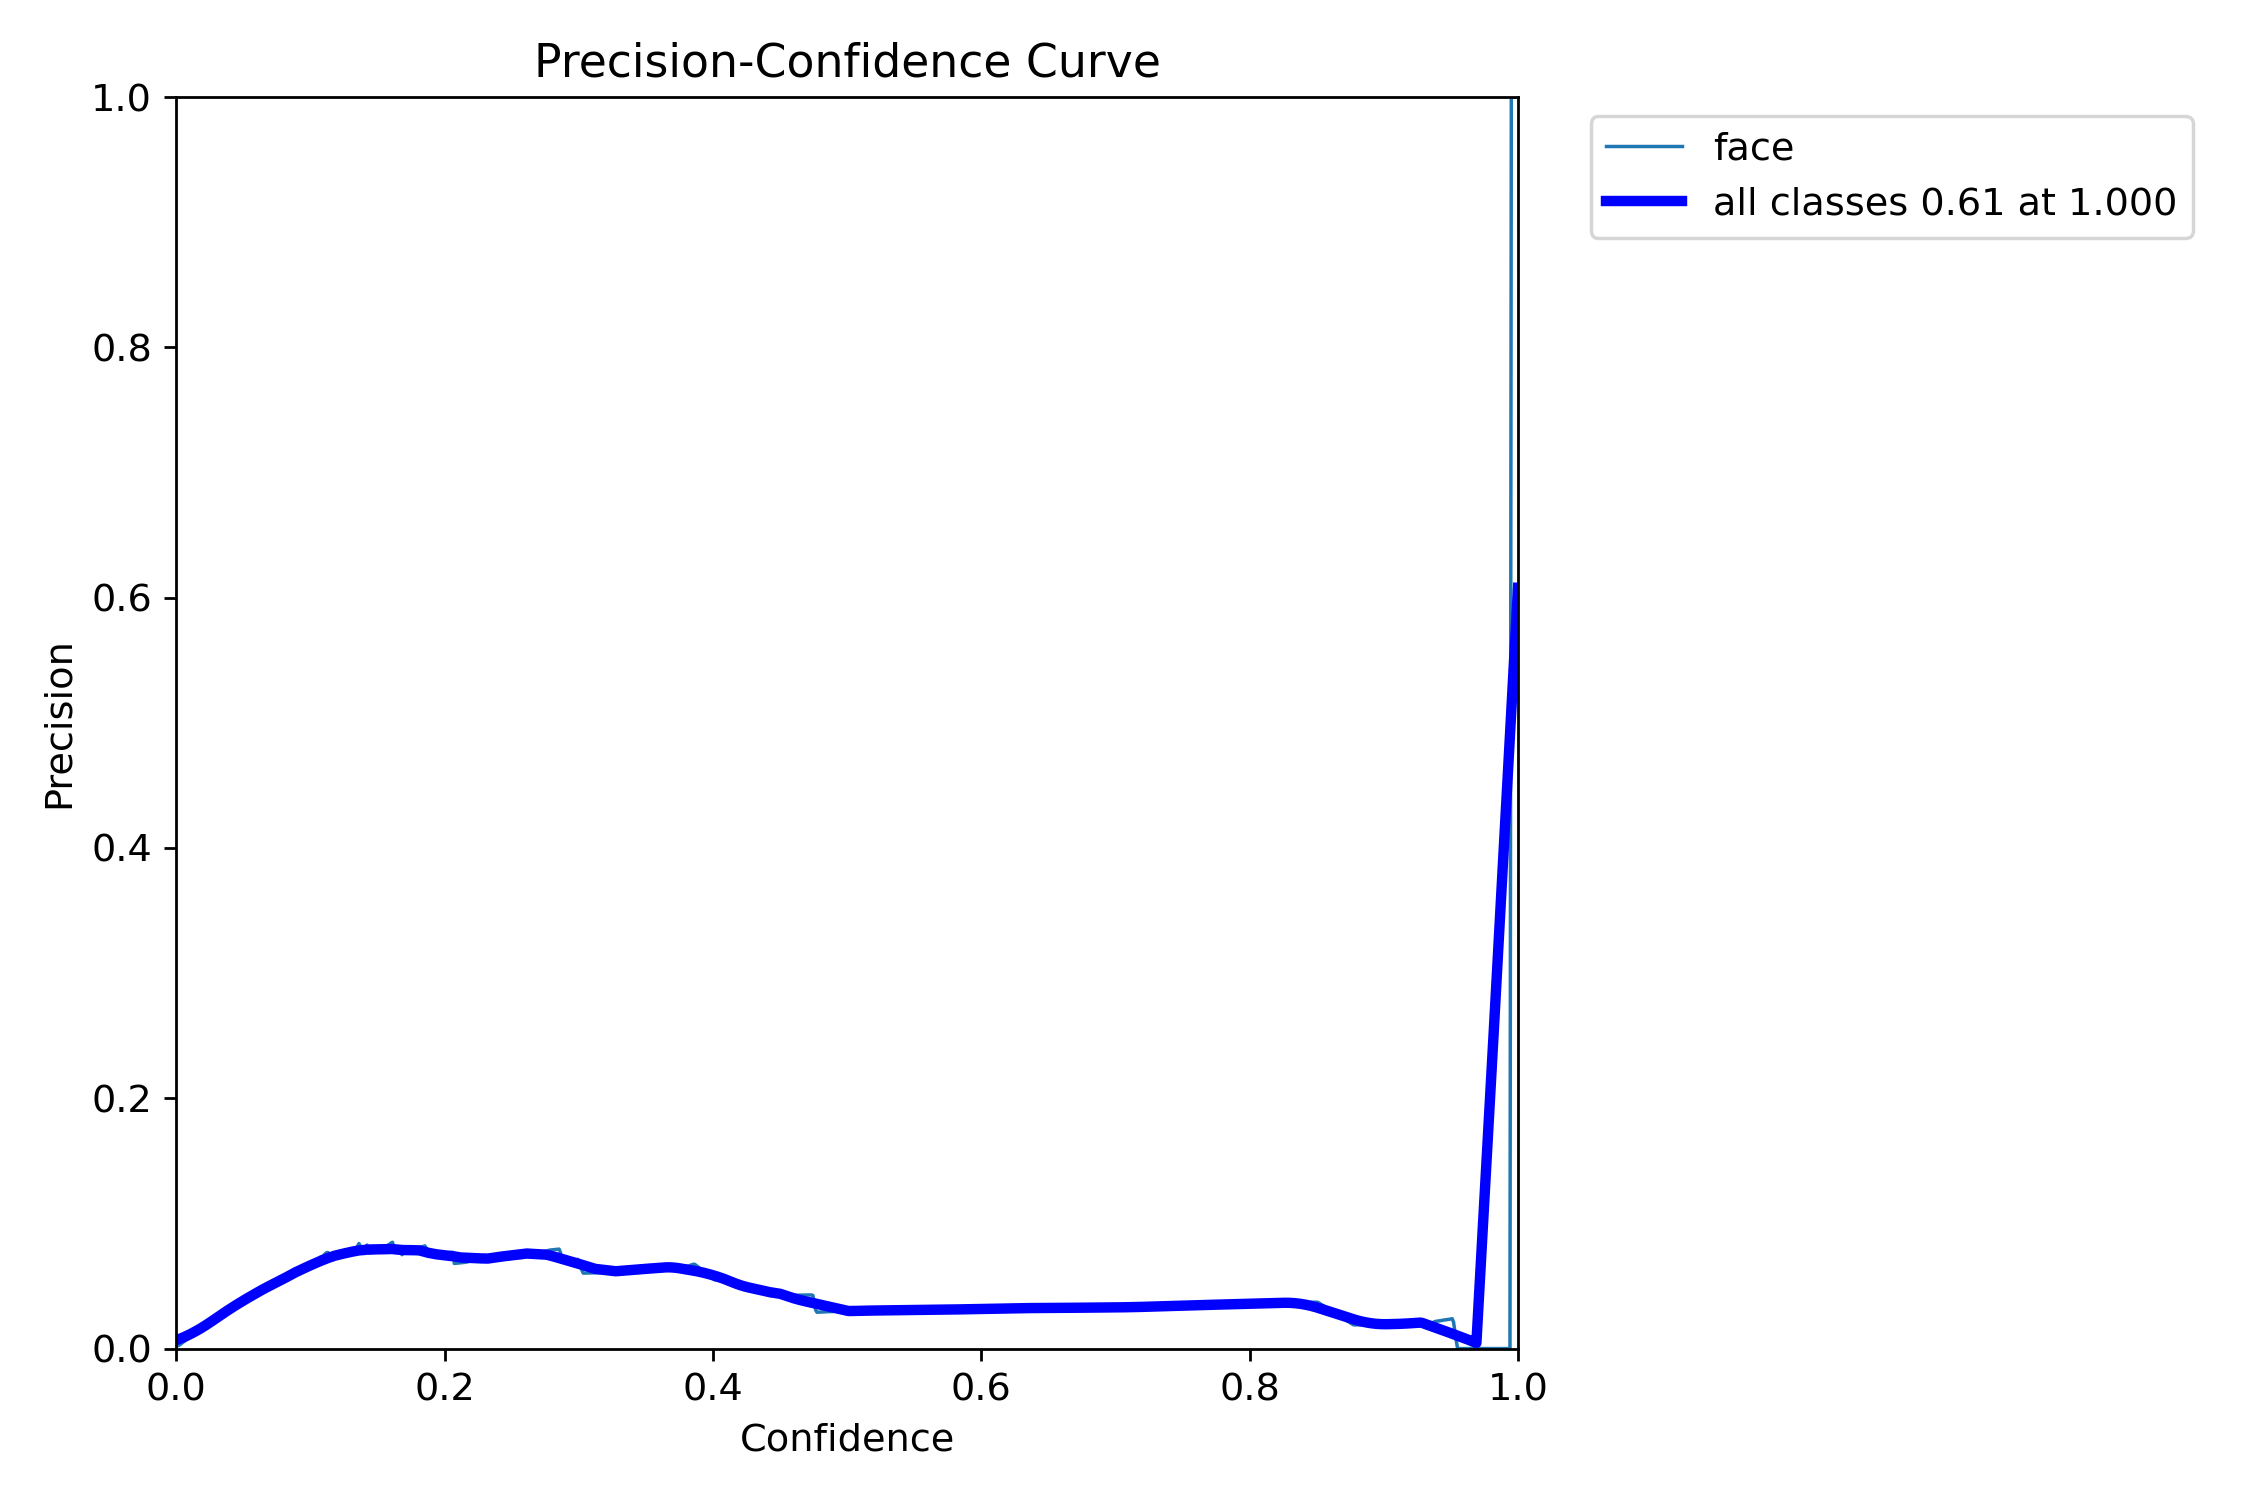 Precision-Confidence Curve
1.0
0.8
0.6
0.4
0.2
0.0
Precision
0.0 0.2 0.4 0.6 0.8 1.0
Confidence
face
all classes 0.61 at 1.000